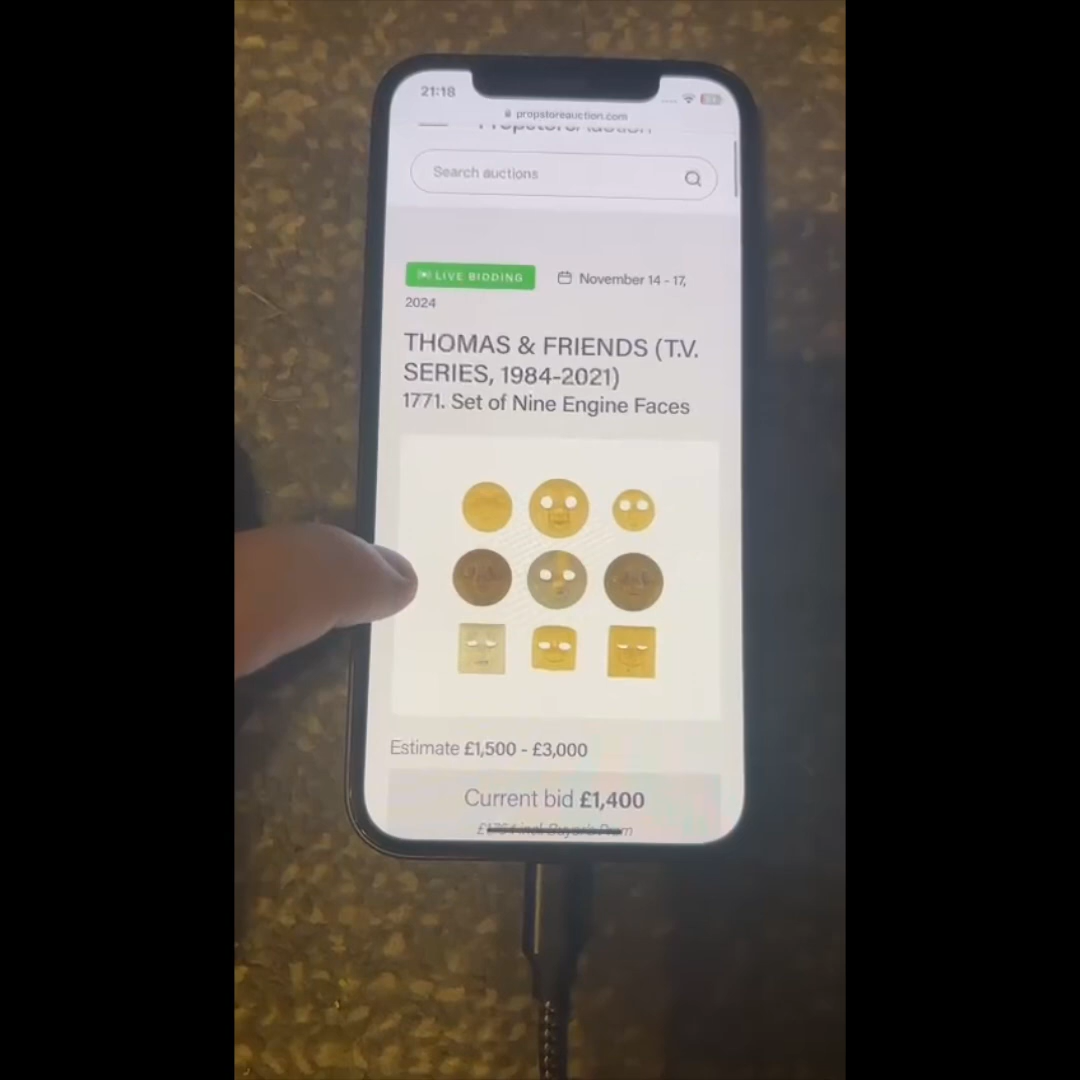 21:18
propstoreauction.com
Search auctions
LIVE BIDDING
November 14 - 17,
2024
THOMAS & FRIENDS (T.V.
SERIES, 1984-2021)
1771. Set of Nine Engine Faces
Estimate £1,500 - £3,000
Current bid £1,400